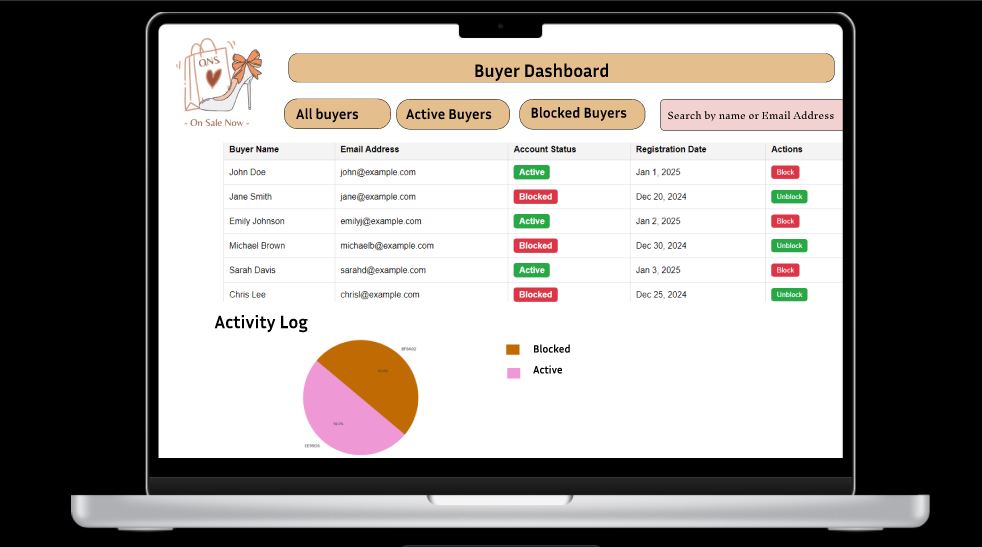 ONS
- On Sale Now -
Buyer Dashboard
All buyers
Active Buyers
Blocked Buyers
Search by name or Email Address
Buyer Name Email Address Account Status Registration Date Actions
John Doe john@example.com Active Jan 1, 2025 Block
Jane Smith jane@example.com Blocked Dec 20, 2024 Unblock
Emily Johnson emilyj@example.com Active Jan 2, 2025 Block
Michael Brown michaelb@example.com Blocked Dec 30, 2024 Unblock
Sarah Davis sarahd@example.com Active Jan 3, 2025 Block
Chris Lee chrisl@example.com Blocked Dec 25, 2024 Unblock
Activity Log
Blocked
Active